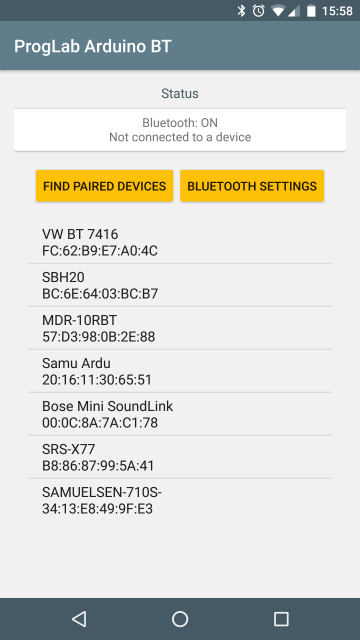 15:58
ProgLab Arduino BT
Status
Bluetooth: ON
Not connected to a device
FIND PAIRED DEVICES
BLUETOOTH SETTINGS
VW BT 7416
FC:62:B9:E7:A0:4C
SBH20
BC:6E:64:03:BC:B7
MDR-10RBT
57:D3:98:0B:2E:88
Samu Ardu
20:16:11:30:65:51
Bose Mini SoundLink
00:0C:8A:7A:C1:78
SRS-X77
B8:86:87:99:5A:41
SAMUELSEN-710S-
34:13:E8:49:9F:E3